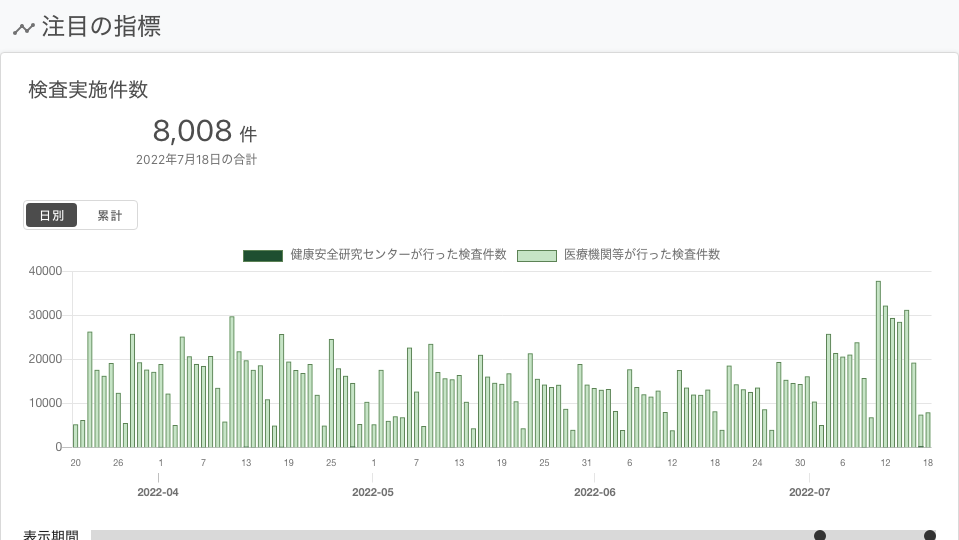 注目の指標
検査実施件数
8,008 件
2022年7月18日の合計
日別 累計
健康安全研究センターが行った検査件数 医療機関等が行った検査件数
40000
30000
20000
10000
0
20 26 1 7 13 19 25 1 7 13 19 25 31 6 12 18 24 30 6 12 18
2022-04 2022-05 2022-06 2022-07
表示期間